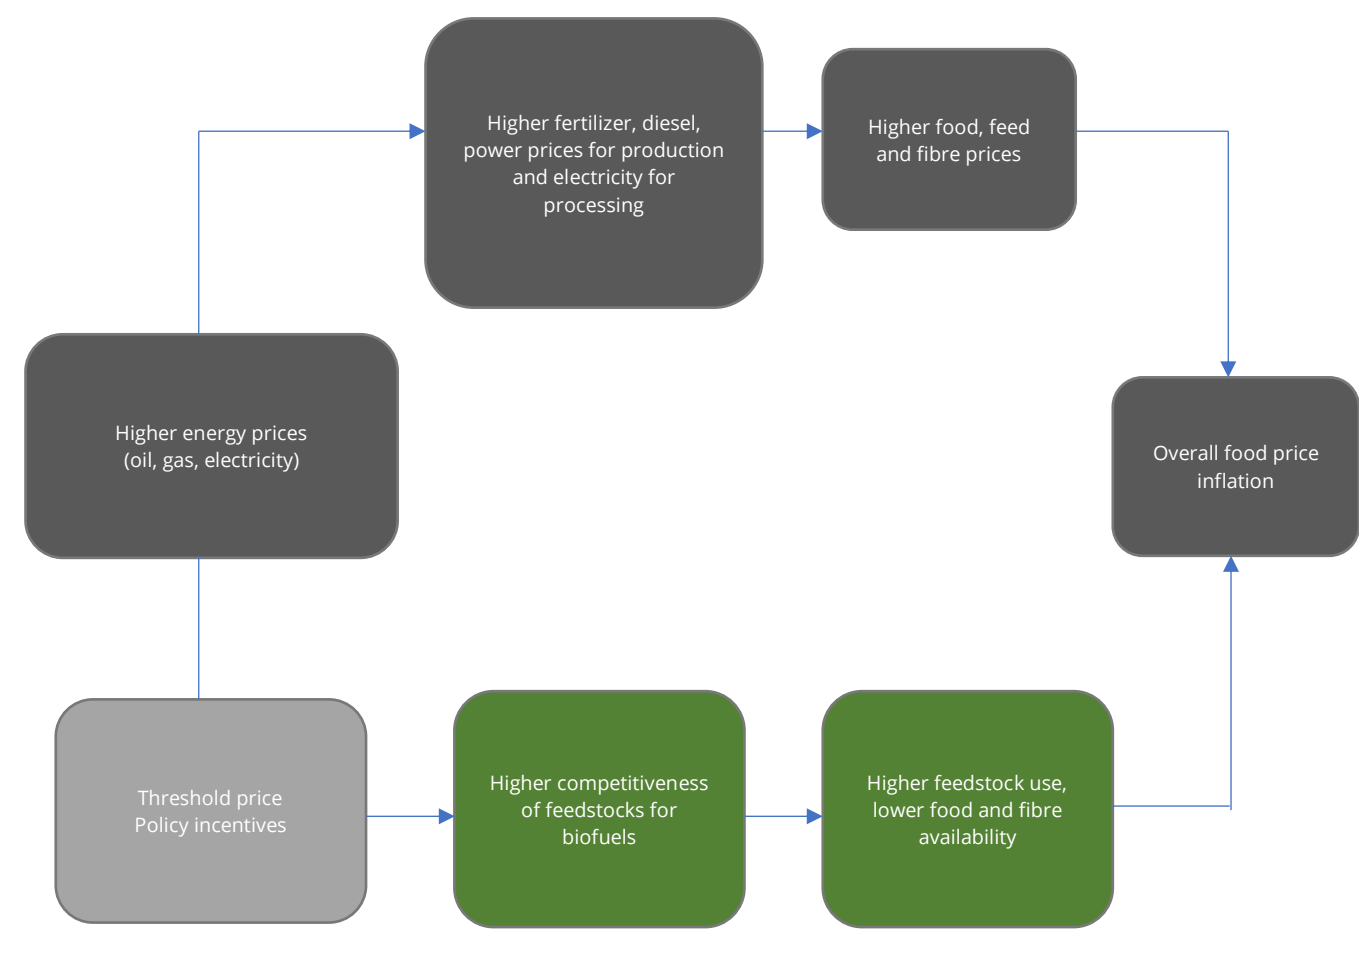 Higher fertilizer, diesel,
power prices for production
and electricity for
processing
Higher food, feed
and fibre prices
Higher energy prices
(oil, gas, electricity)
Overall food price
inflation
Threshold price
Policy incentives
Higher competitiveness
of feedstocks for
biofuels
Higher feedstock use,
lower food and fibre
availability